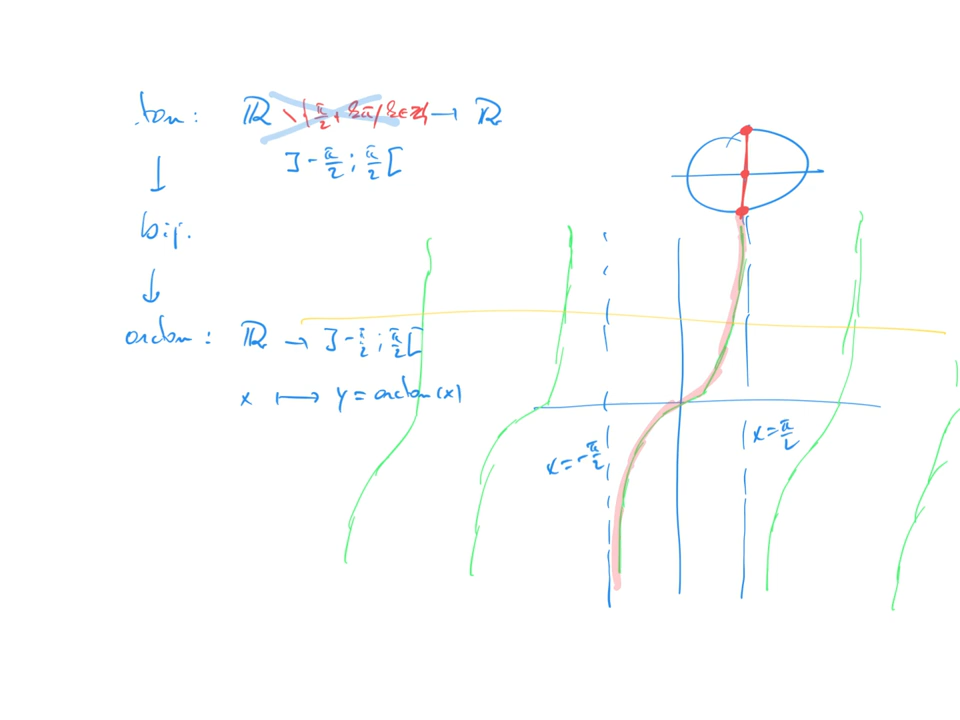 tan : ℝ \ {π/2 + kπ / k∈ℤ} → ℝ
]-π/2 ; π/2[
↓
bij.
↓
arctan : ℝ → ]-π/2 ; π/2[
x ↦ y = arctan(x)
x = -π/2
x = π/2